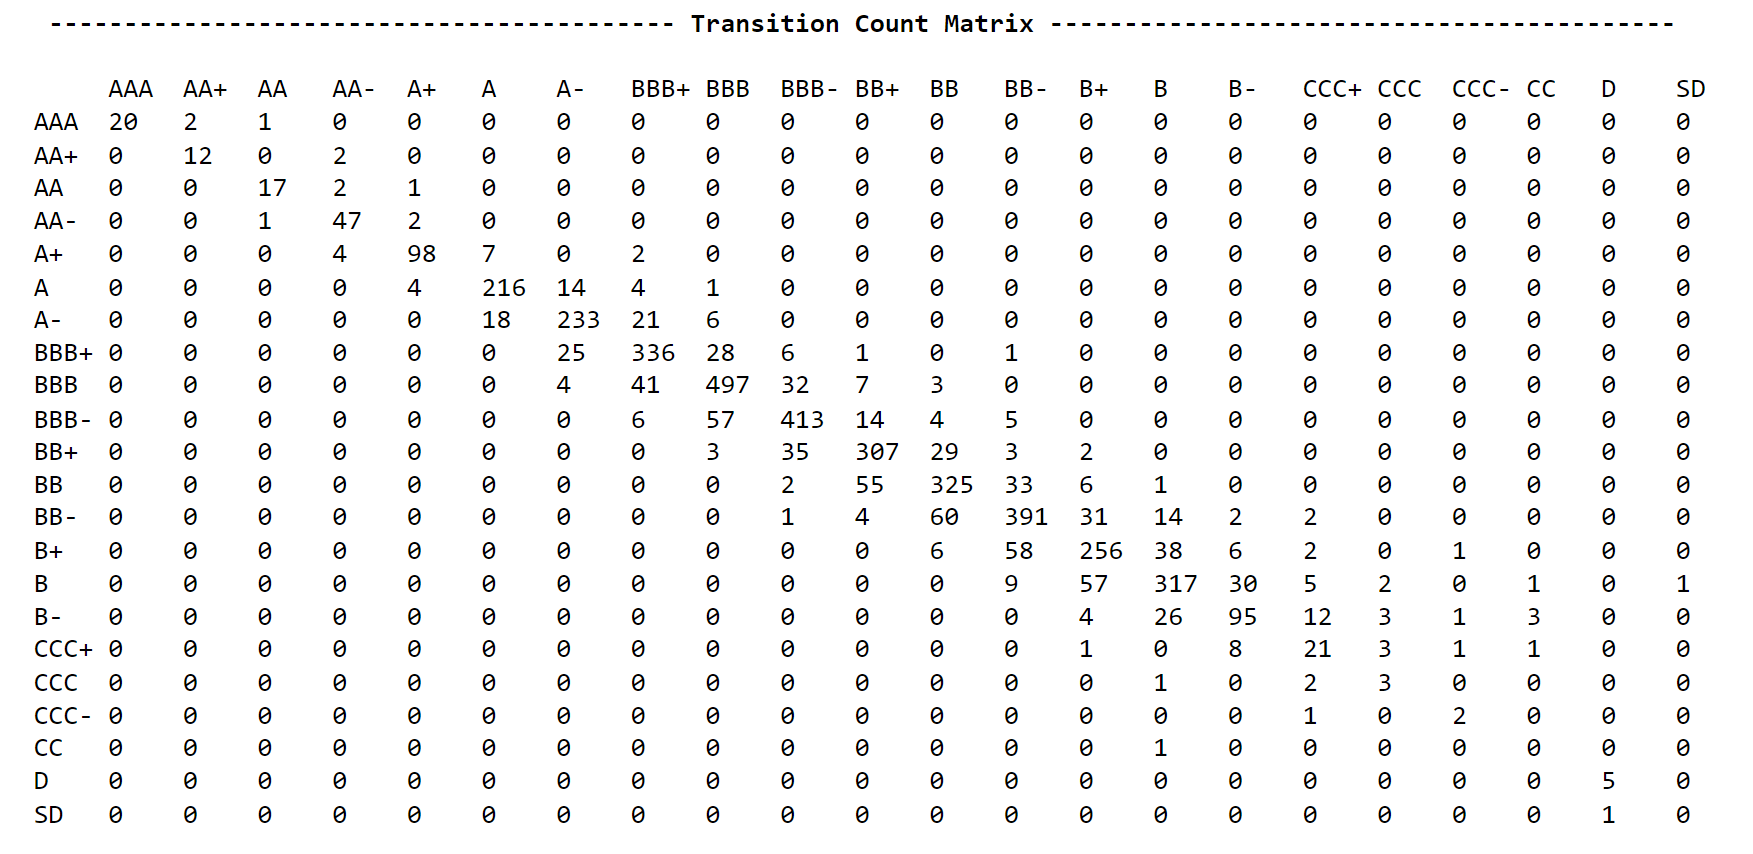 ------------------------------------------ Transition Count Matrix ------------------------------------------
AAA AA+ AA AA- A+ A A- BBB+ BBB BBB- BB+ BB BB- B+ B B- CCC+ CCC CCC- CC D SD
AAA 20 2 1 0 0 0 0 0 0 0 0 0 0 0 0 0 0 0 0 0 0 0
AA+ 0 12 0 2 0 0 0 0 0 0 0 0 0 0 0 0 0 0 0 0 0 0
AA 0 0 17 2 1 0 0 0 0 0 0 0 0 0 0 0 0 0 0 0 0 0
AA- 0 0 1 47 2 0 0 0 0 0 0 0 0 0 0 0 0 0 0 0 0 0
A+ 0 0 0 4 98 7 0 2 0 0 0 0 0 0 0 0 0 0 0 0 0 0
A 0 0 0 0 4 216 14 4 1 0 0 0 0 0 0 0 0 0 0 0 0 0
A- 0 0 0 0 0 18 233 21 6 0 0 0 0 0 0 0 0 0 0 0 0 0
BBB+ 0 0 0 0 0 0 25 336 28 6 1 0 1 0 0 0 0 0 0 0 0 0
BBB 0 0 0 0 0 0 4 41 497 32 7 3 0 0 0 0 0 0 0 0 0 0
BBB- 0 0 0 0 0 0 0 6 57 413 14 4 5 0 0 0 0 0 0 0 0 0
BB+ 0 0 0 0 0 0 0 0 3 35 307 29 3 2 0 0 0 0 0 0 0 0
BB 0 0 0 0 0 0 0 0 0 2 55 325 33 6 1 0 0 0 0 0 0 0
BB- 0 0 0 0 0 0 0 0 0 1 4 60 391 31 14 2 2 0 0 0 0 0
B+ 0 0 0 0 0 0 0 0 0 0 0 6 58 256 38 6 2 0 1 0 0 0
B 0 0 0 0 0 0 0 0 0 0 0 0 9 57 317 30 5 2 0 1 0 1
B- 0 0 0 0 0 0 0 0 0 0 0 0 0 4 26 95 12 3 1 3 0 0
CCC+ 0 0 0 0 0 0 0 0 0 0 0 0 0 1 0 8 21 3 1 1 0 0
CCC 0 0 0 0 0 0 0 0 0 0 0 0 0 0 1 0 2 3 0 0 0 0
CCC- 0 0 0 0 0 0 0 0 0 0 0 0 0 0 0 0 1 0 2 0 0 0
CC 0 0 0 0 0 0 0 0 0 0 0 0 0 0 1 0 0 0 0 0 0 0
D 0 0 0 0 0 0 0 0 0 0 0 0 0 0 0 0 0 0 0 0 5 0
SD 0 0 0 0 0 0 0 0 0 0 0 0 0 0 0 0 0 0 0 0 1 0